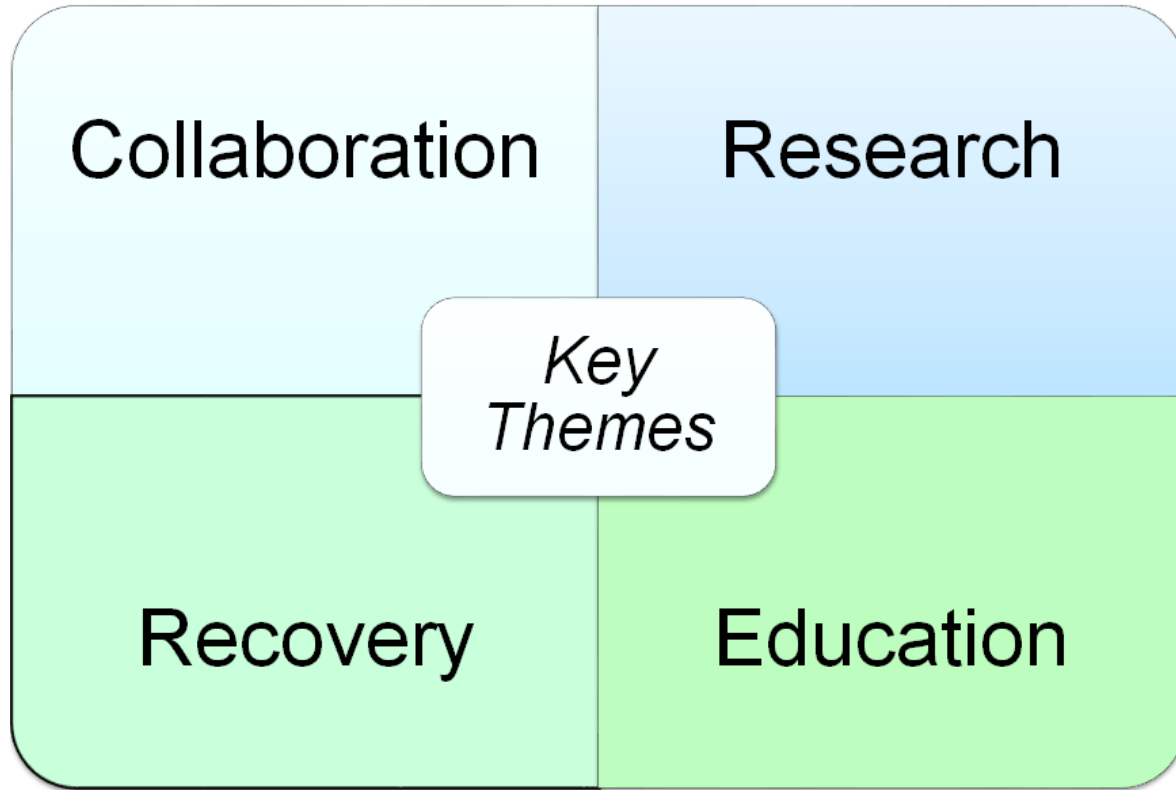 Collaboration
Research
Key
Themes
Recovery
Education